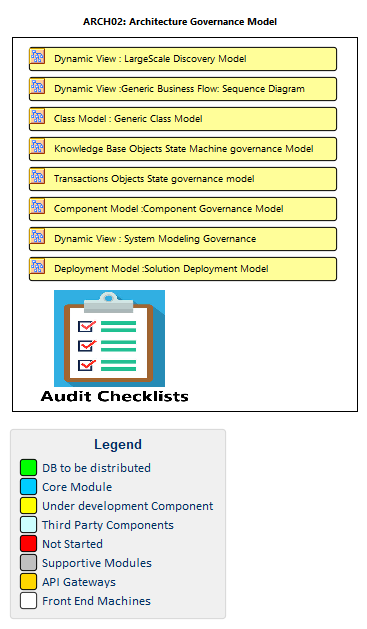 ARCH02: Architecture Governance Model
Dynamic View : LargeScale Discovery Model
Dynamic View :Generic Business Flow: Sequence Diagram
Class Model : Generic Class Model
Knowledge Base Objects State Machine governance Model
Transactions Objects State governance model
Component Model :Component Governance Model
Dynamic View : System Modeling Governance
Deployment Model :Solution Deployment Model
Audit Checklists
Legend
DB to be distributed
Core Module
Under development Component
Third Party Components
Not Started
Supportive Modules
API Gateways
Front End Machines